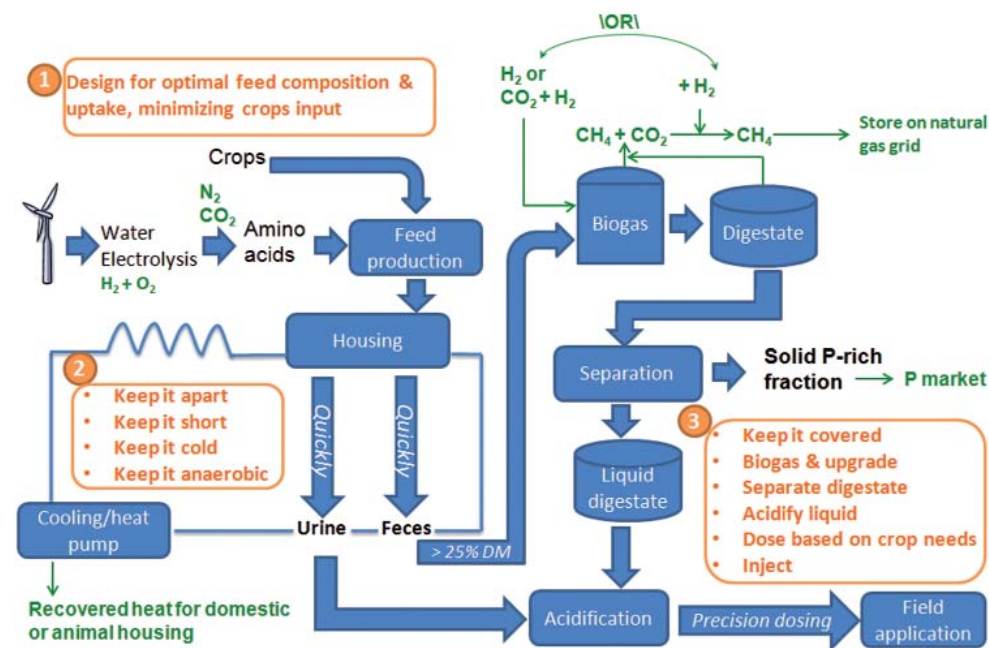 \OR\
1
Design for optimal feed composition &
uptake, minimizing crops input
H₂ or
CO₂ + H₂
+ H₂
CH₄ + CO₂
CH₄
Store on natural
gas grid
Crops
N₂
CO₂
Water
Electrolysis
H₂ + O₂
Amino
acids
Feed
production
Biogas
Digestate
Housing
2
Keep it apart
Keep it short
Keep it cold
Keep it anaerobic
Quickly
Quickly
Separation
Solid P-rich
fraction
P market
3
Keep it covered
Biogas & upgrade
Separate digestate
Acidify liquid
Dose based on crop needs
Inject
Liquid
digestate
Cooling/heat
pump
Urine
Feces
> 25% DM
Recovered heat for domestic
or animal housing
Acidification
Precision dosing
Field
application